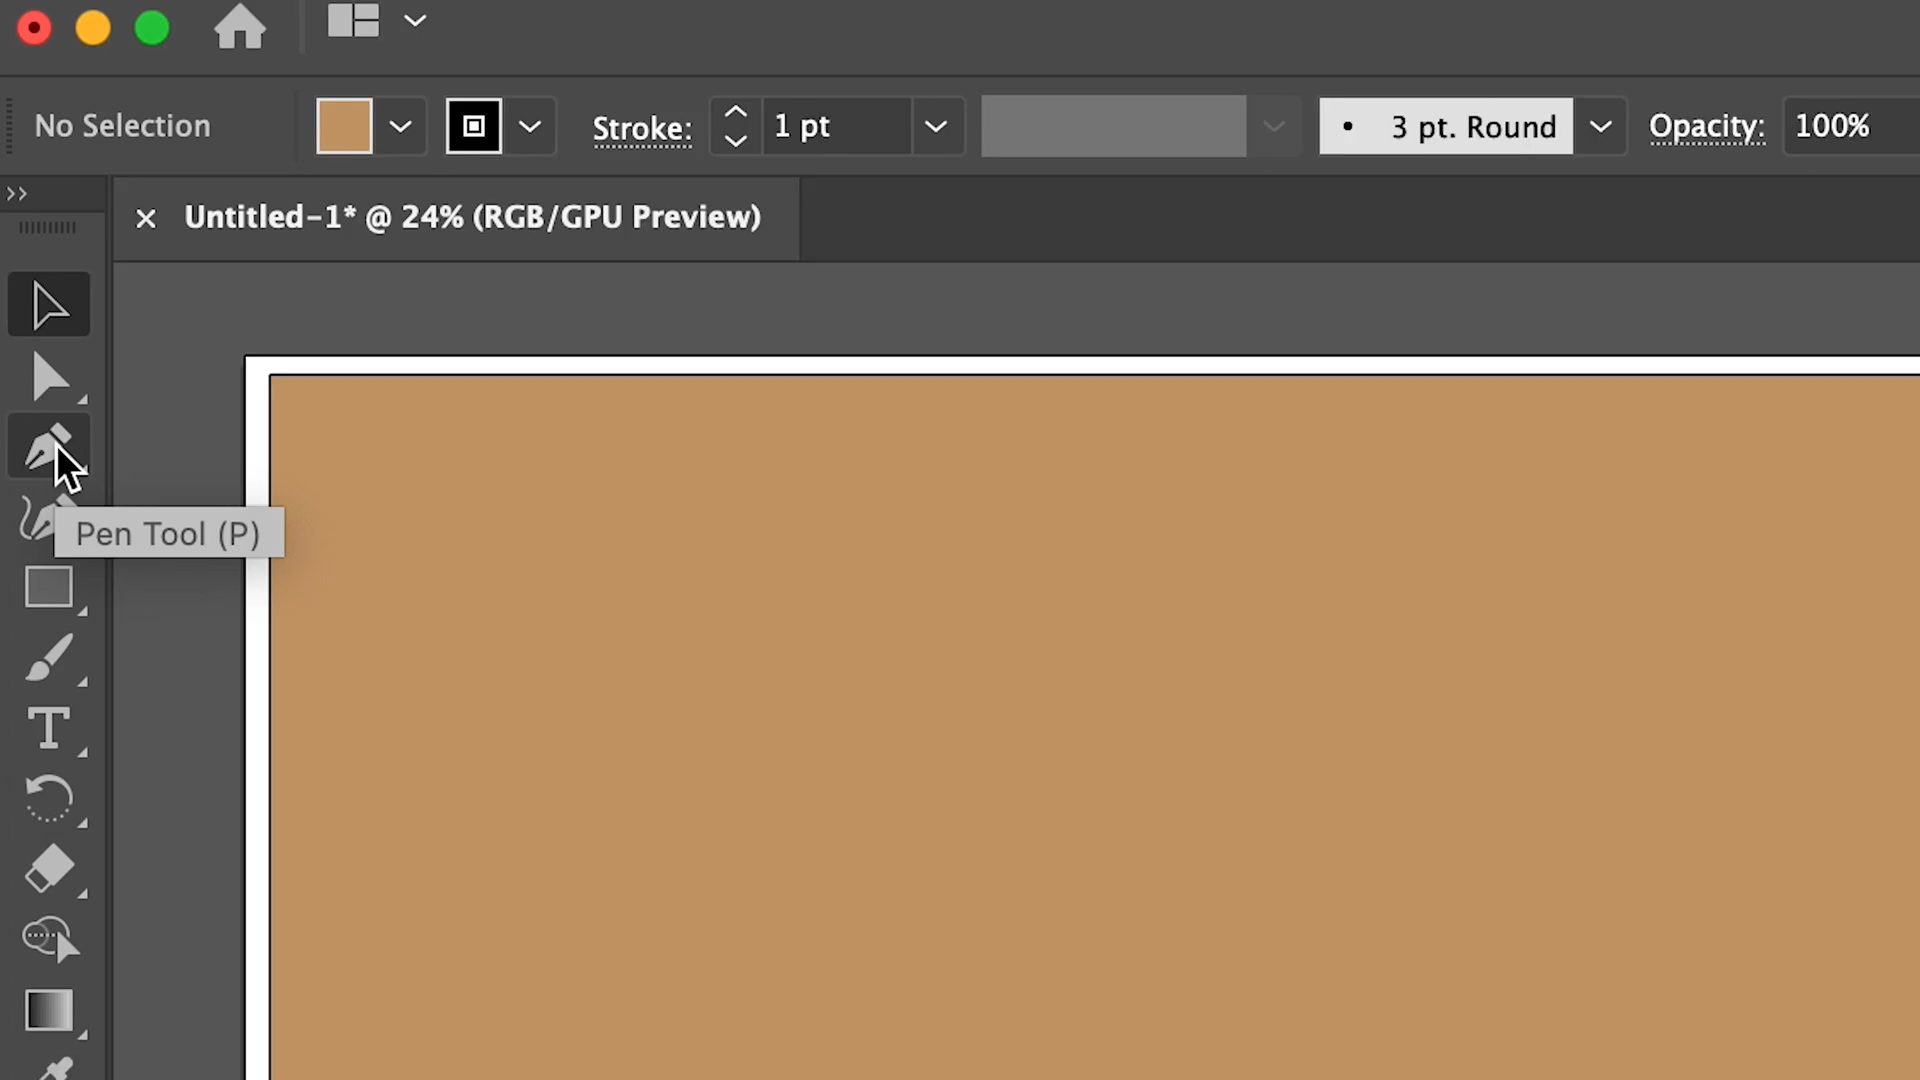 No Selection
Stroke:
1 pt
3 pt. Round
Opacity:
100%
Untitled-1* @ 24% (RGB/GPU Preview)
Pen Tool (P)